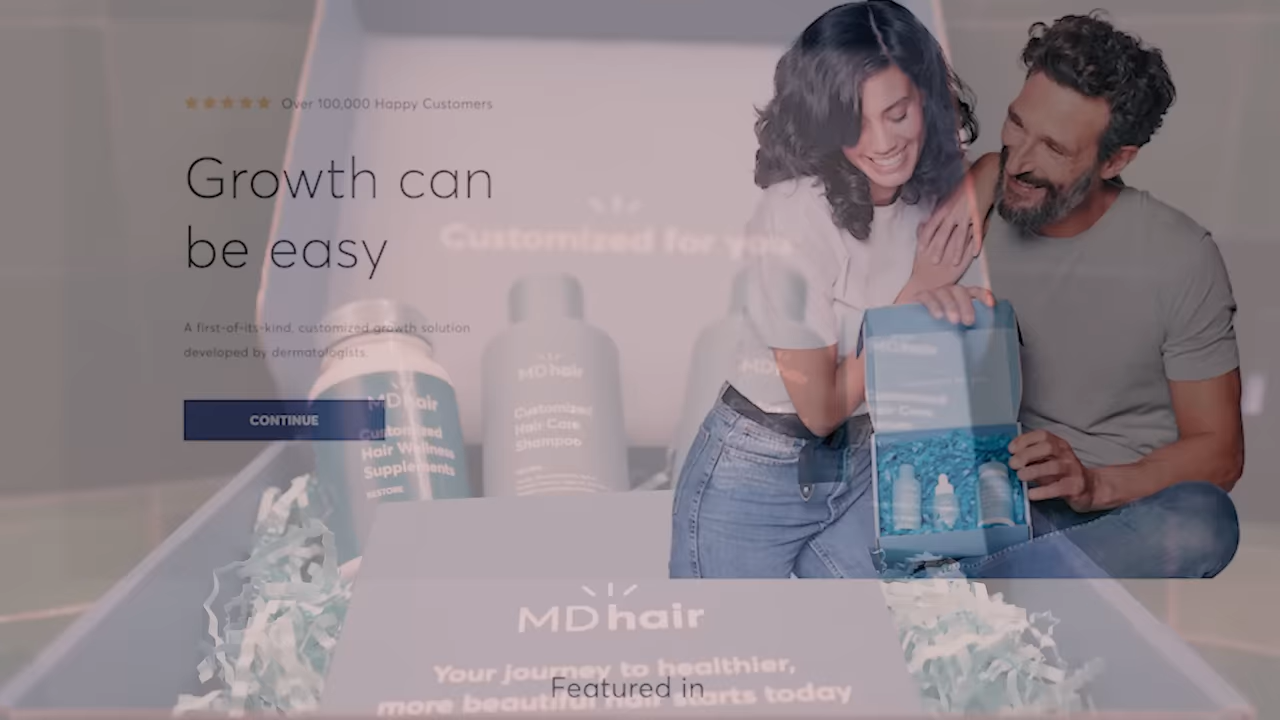 ★★★★★ Over 100,000 Happy Customers
Growth can
be easy
Customized for you
A first-of-its-kind, customized growth solution
developed by dermatologists.
CONTINUE
MDhair
Customized
Hair Wellness
Supplements
RESTORE
MDhair
Customized
Hair Care
Shampoo
MDhair
Your journey to healthier,
more beautiful hair starts today
Featured in